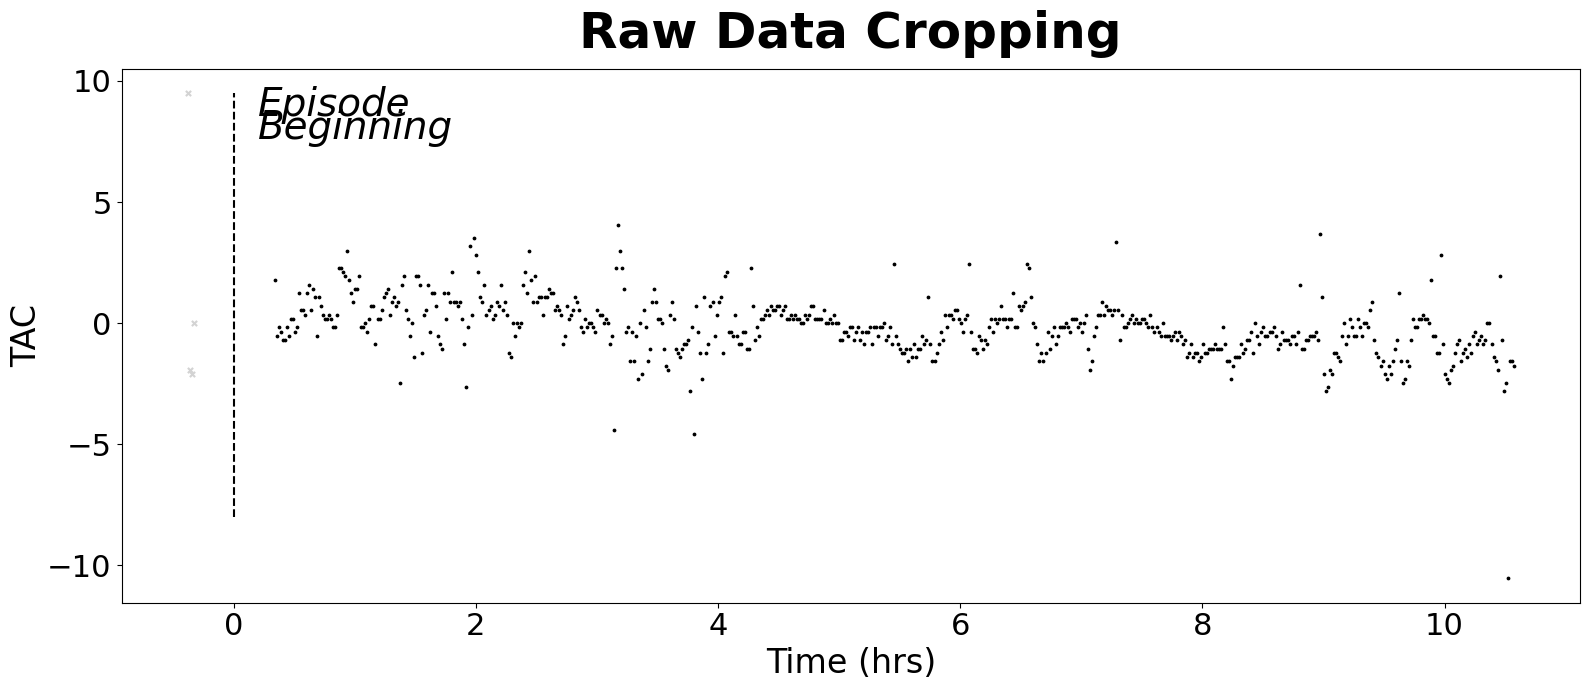 Raw Data Cropping
10
5
0
−5
−10
TAC
Episode
Beginning
0 2 4 6 8 10
Time (hrs)